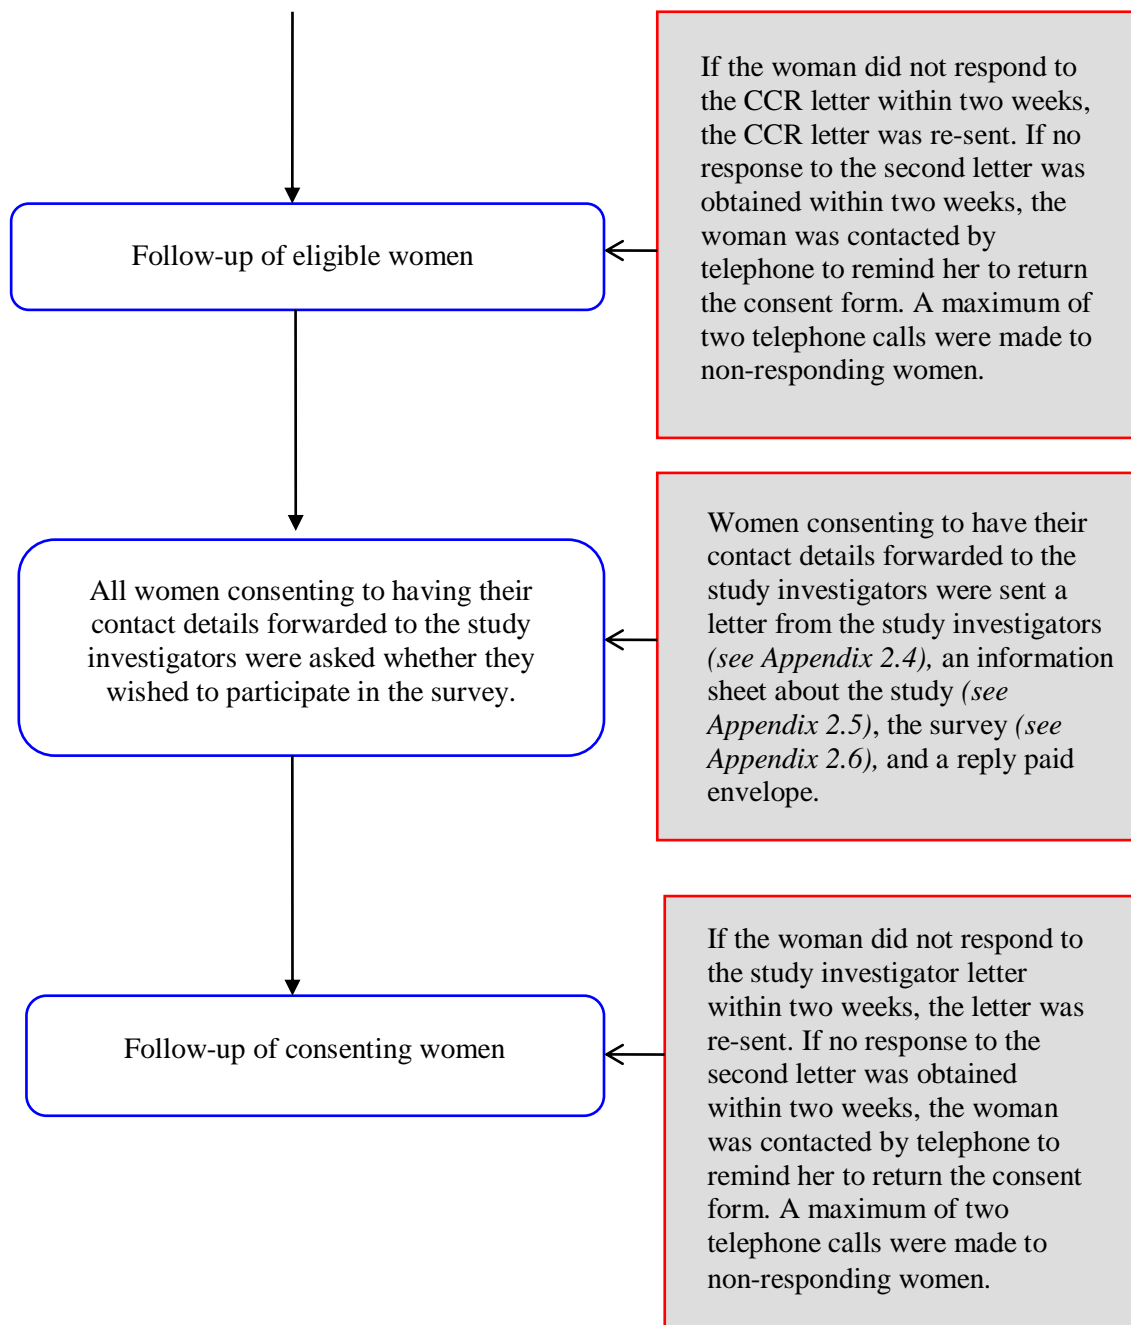 If the woman did not respond to
the CCR letter within two weeks,
the CCR letter was re-sent. If no
response to the second letter was
obtained within two weeks, the
woman was contacted by
telephone to remind her to return
the consent form. A maximum of
two telephone calls were made to
non-responding women.
Follow-up of eligible women
Women consenting to have their
contact details forwarded to the
study investigators were sent a
letter from the study investigators
(see Appendix 2.4), an information
sheet about the study (see
Appendix 2.5), the survey (see
Appendix 2.6), and a reply paid
envelope.
All women consenting to having their
contact details forwarded to the study
investigators were asked whether they
wished to participate in the survey.
If the woman did not respond to
the study investigator letter
within two weeks, the letter was
re-sent. If no response to the
second letter was obtained
within two weeks, the woman
was contacted by telephone to
remind her to return the consent
form. A maximum of two
telephone calls were made to
non-responding women.
Follow-up of consenting women